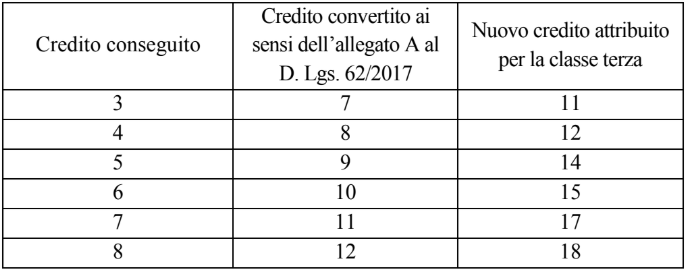 Credito conseguito
Credito convertito ai
sensi dell'allegato A al
D. Lgs. 62/2017
Nuovo credito attribuito
per la classe terza
3 7 11
4 8 12
5 9 14
6 10 15
7 11 17
8 12 18